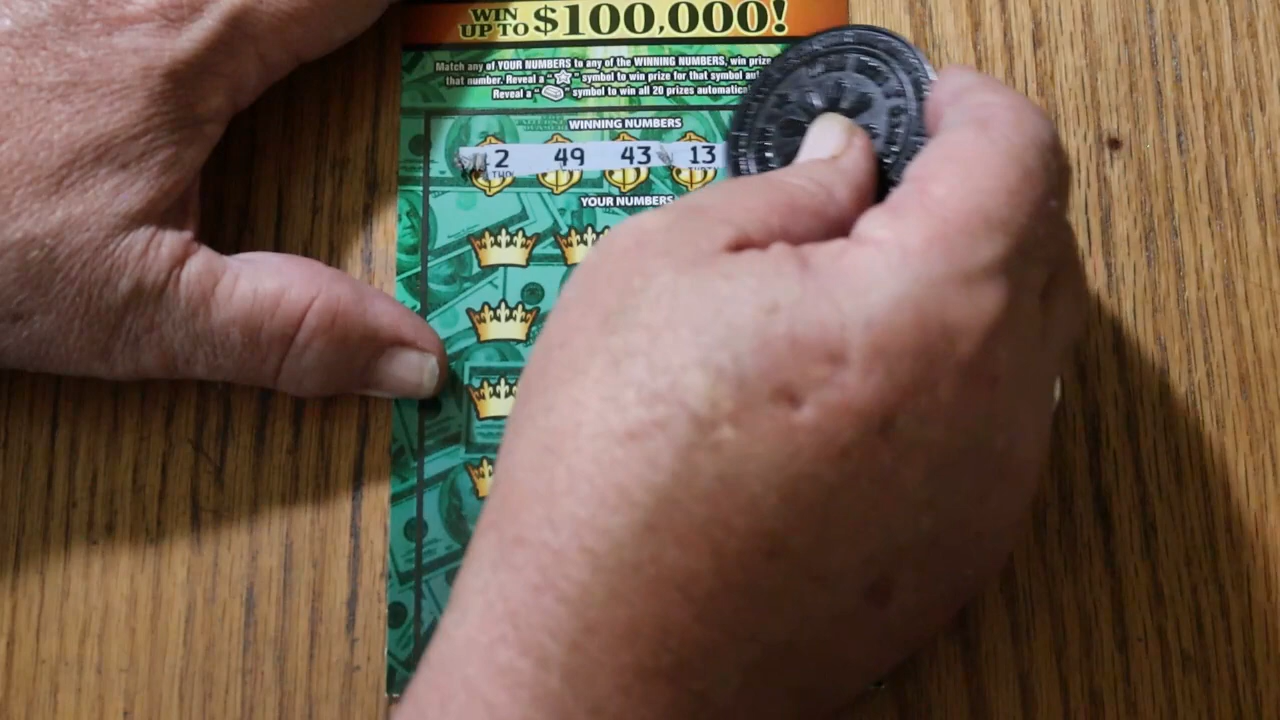 WIN
UP TO $100,000!
Match any of YOUR NUMBERS to any of the WINNING NUMBERS, win prize
that number. Reveal a " " symbol to win prize for that symbol
Reveal a " " symbol to win all 20 prizes
WINNING NUMBERS
2 49 43 13
YOUR NUMBERS